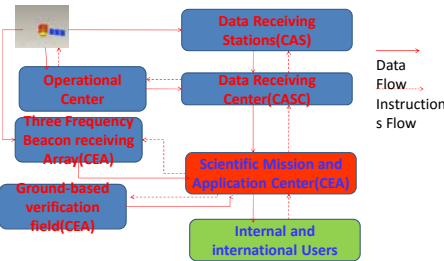 Data Receiving
Stations(CAS)
Operational
Center
Data Receiving
Center(CASC)
Three Frequency
Beacon receiving
Array(CEA)
Scientific Mission and
Application Center(CEA)
Ground-based
verification
field(CEA)
Internal and
international Users
Data
Flow
Instruction
s Flow